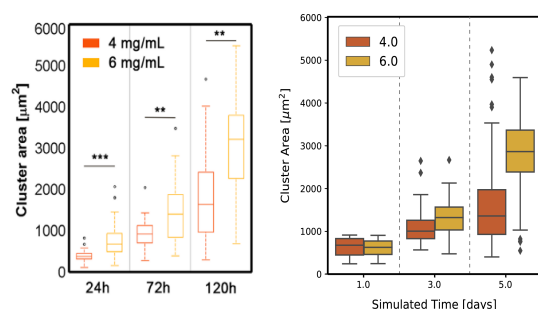 Cluster area [μm²]
6000
5000
4000
3000
2000
1000
0
4 mg/mL
6 mg/mL
***
**
**
24h
72h
120h
Cluster Area [μm²]
6000
5000
4000
3000
2000
1000
0
4.0
6.0
1.0
3.0
5.0
Simulated Time [days]